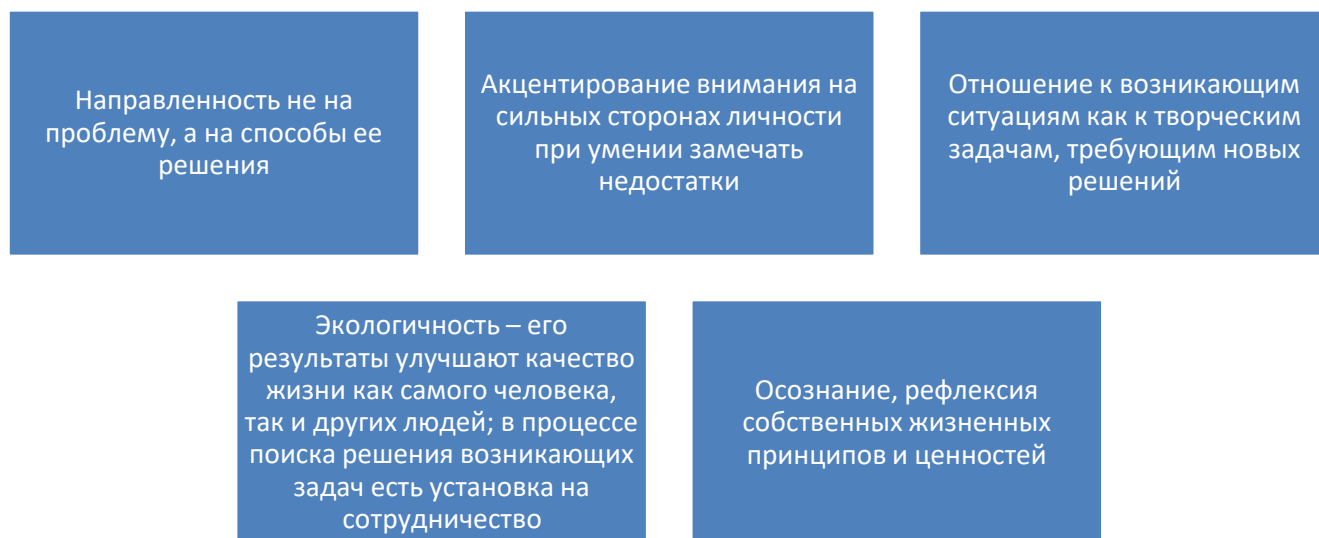 Направленность не на
проблему, а на способы ее
решения
Акцентирование внимания на
сильных сторонах личности
при умении замечать
недостатки
Отношение к возникающим
ситуациям как к творческим
задачам, требующим новых
решений
Экологичность – его
результаты улучшают качество
жизни как самого человека,
так и других людей; в процессе
поиска решения возникающих
задач есть установка на
сотрудничество
Осознание, рефлексия
собственных жизненных
принципов и ценностей